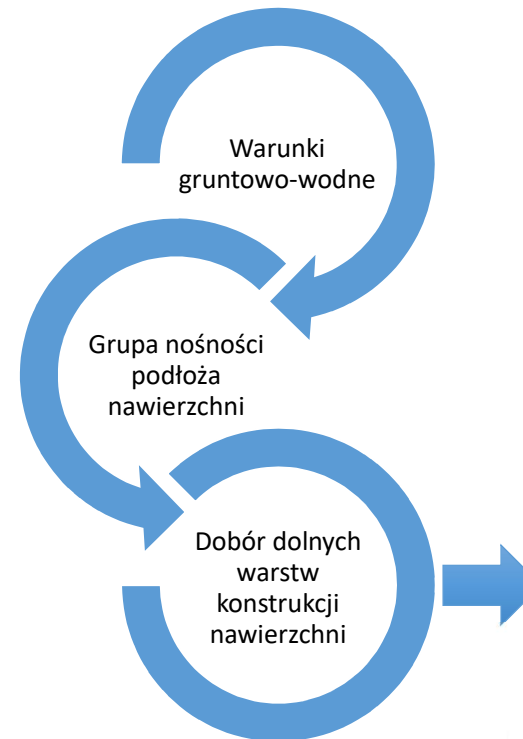 Warunki
gruntowo-wodne
Grupa nośności
podłoża
nawierzchni
Dobór dolnych
warstw
konstrukcji
nawierzchni